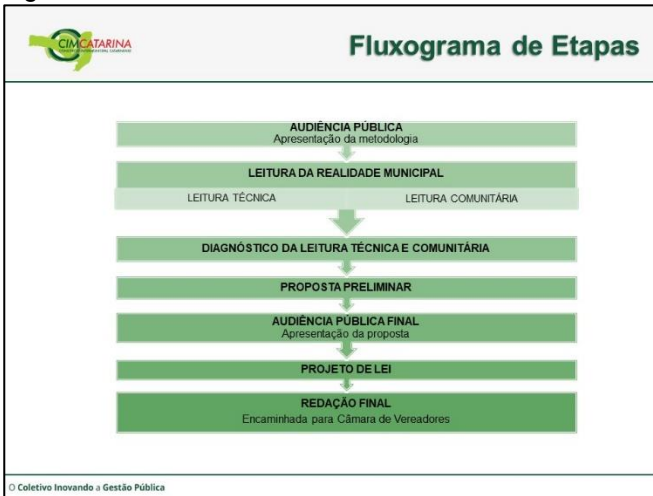 CIMCATARINA
Fluxograma de Etapas
AUDIÊNCIA PÚBLICA
Apresentação da metodologia
LEITURA DA REALIDADE MUNICIPAL
LEITURA TÉCNICA
LEITURA COMUNITÁRIA
DIAGNÓSTICO DA LEITURA TÉCNICA E COMUNITÁRIA
PROPOSTA PRELIMINAR
AUDIÊNCIA PÚBLICA FINAL
Apresentação da proposta
PROJETO DE LEI
REDAÇÃO FINAL
Encaminhada para Câmara de Vereadores
O Coletivo Inovando a Gestão Pública